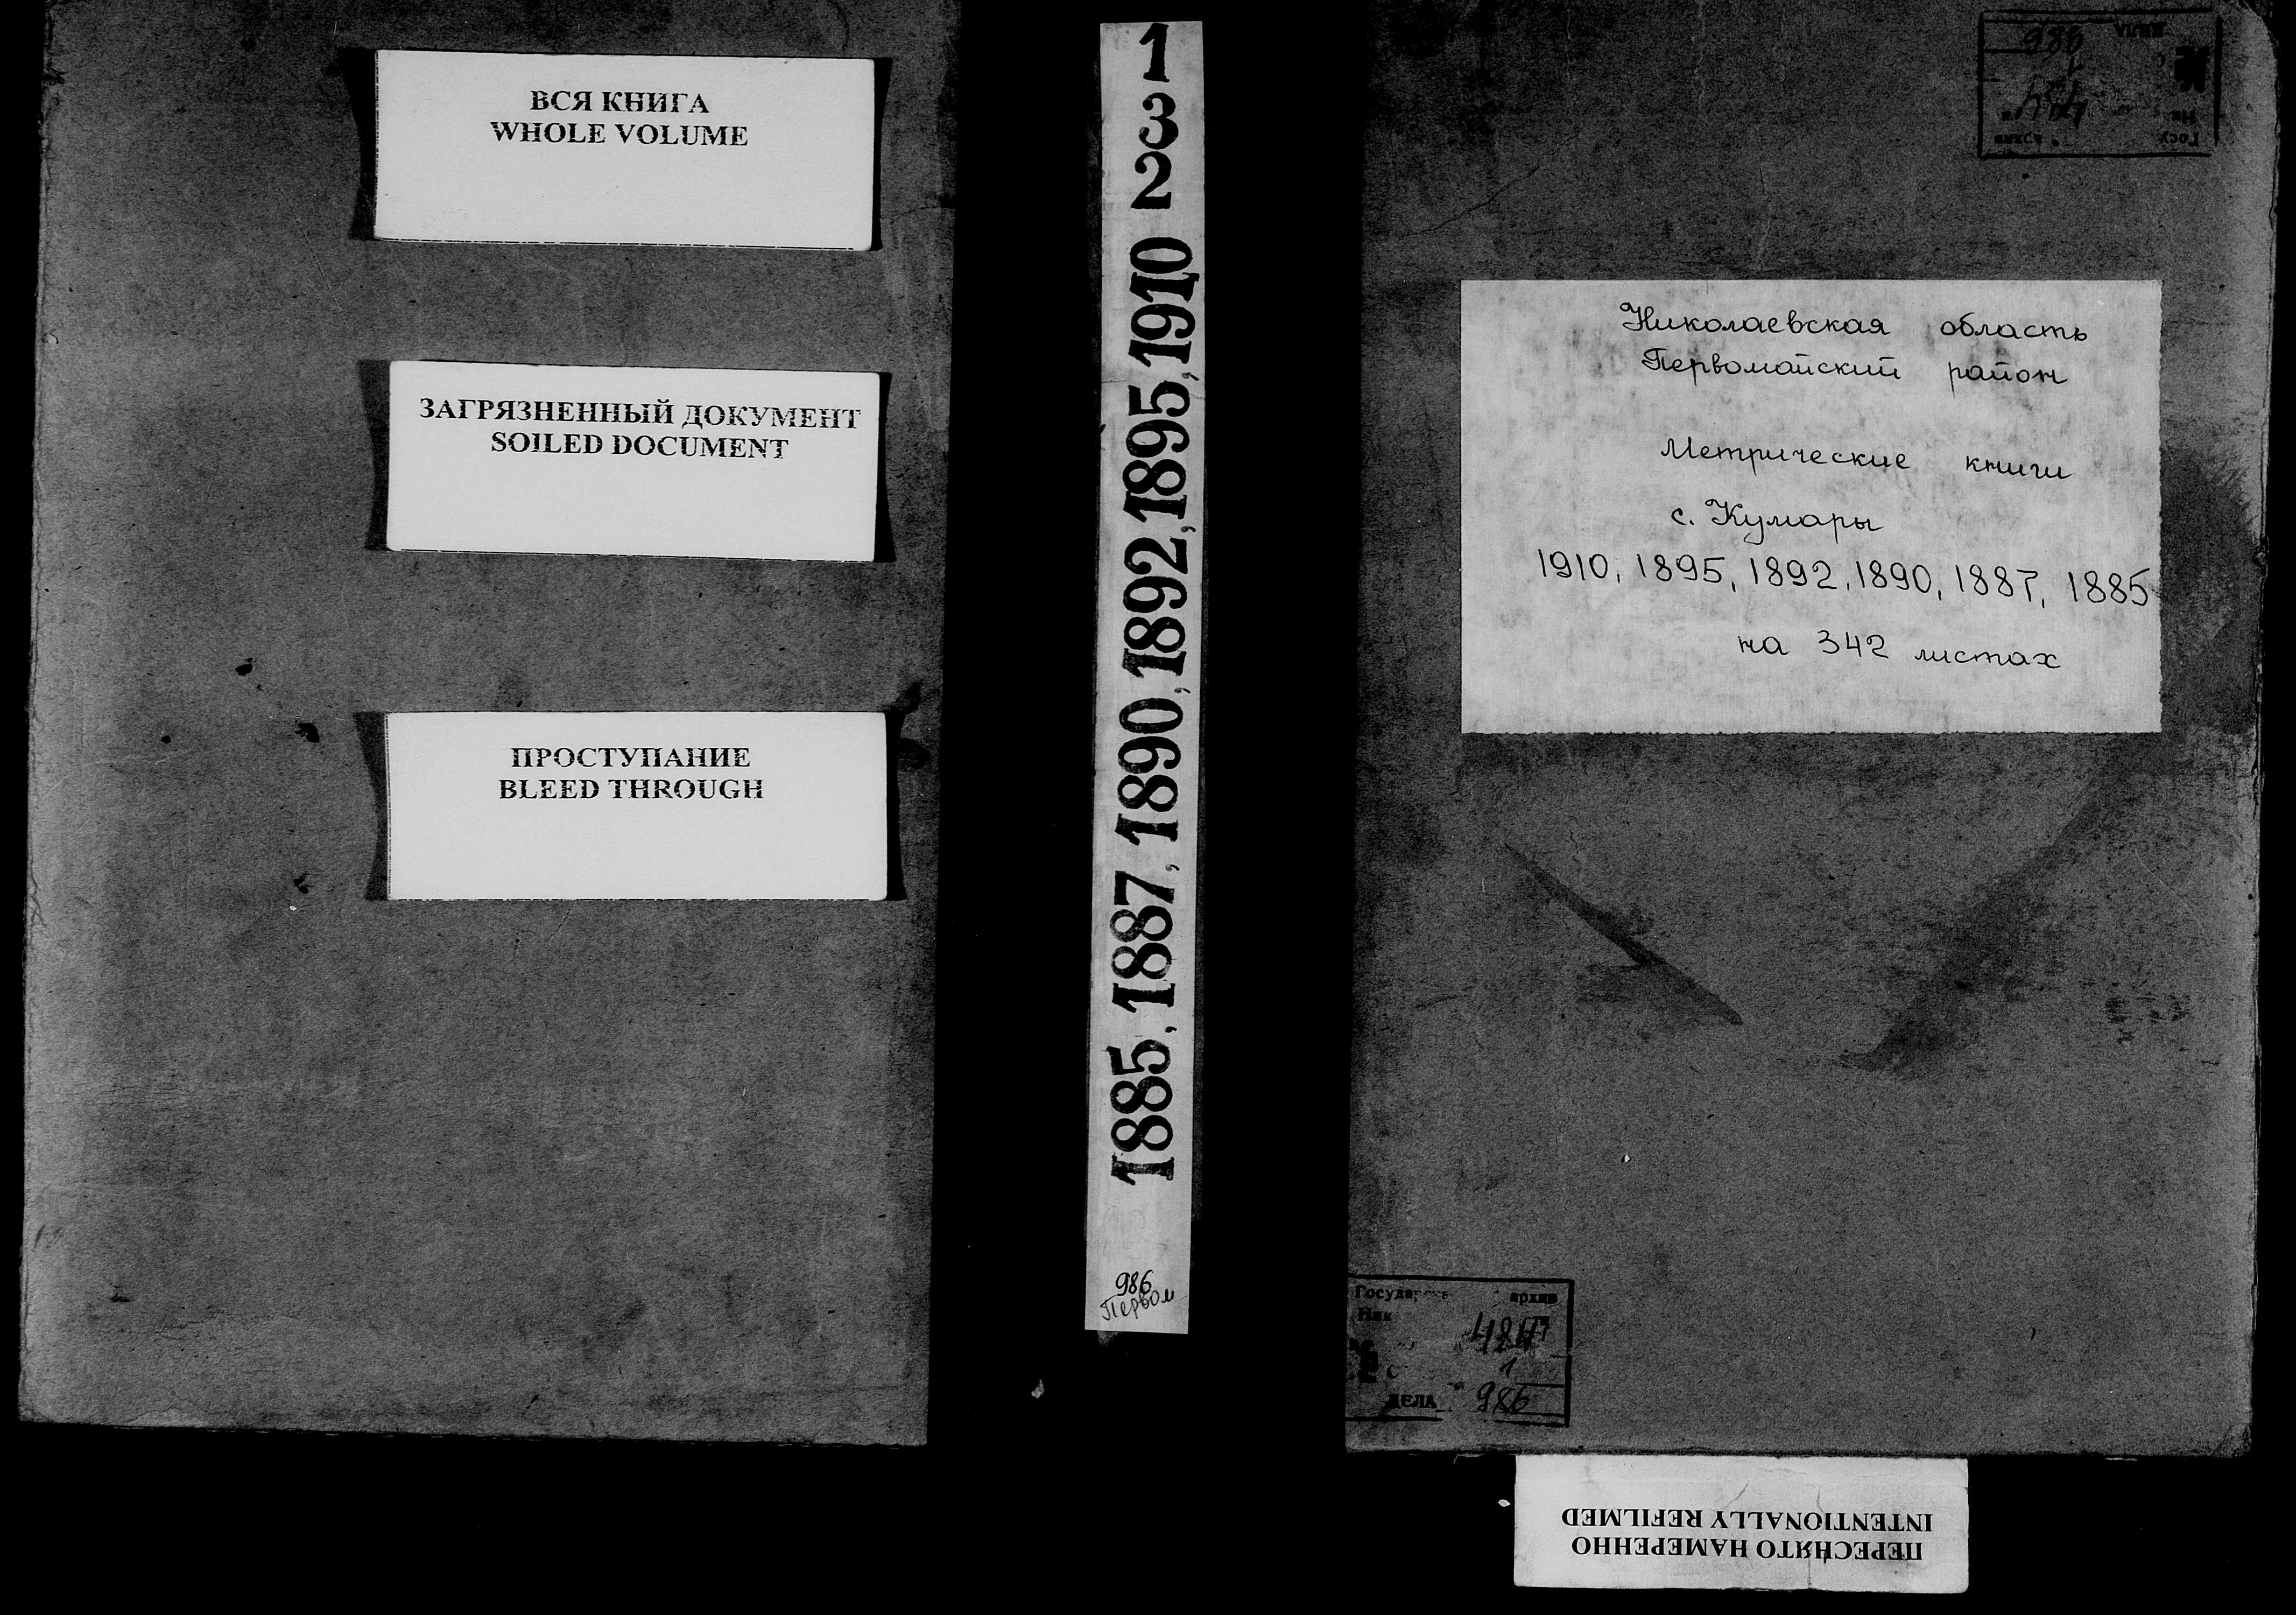 ВСЯ КНИГА
WHOLE VOLUME
ЗАГРЯЗНЕННЫЙ ДОКУМЕНТ
SOILED DOCUMENT
ПРОСТУПАНИЕ
BLEED THROUGH
1
3
2
1885, 1887, 1890, 1892, 1895, 1910
986
Первом
986
Николаевская область
Первомайский район
Метрические книги
с. Кумары
1910, 1895, 1892, 1890, 1887, 1885
на 342 листах
архив
1
ДЕЛА 986
ПЕРЕСНЯТО НАМЕРЕННО
INTENTIONALLY REFILMED